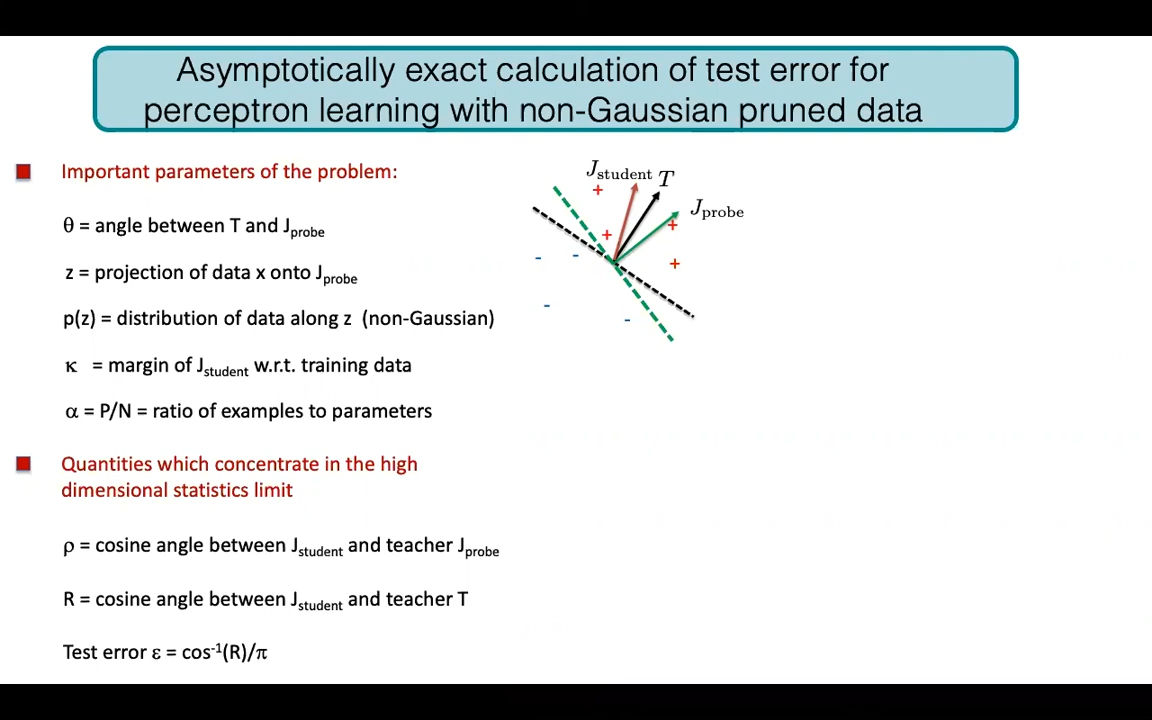 Asymptotically exact calculation of test error for
perceptron learning with non-Gaussian pruned data
Important parameters of the problem:
θ = angle between T and Jprobe
z = projection of data x onto Jprobe
p(z) = distribution of data along z (non-Gaussian)
κ = margin of Jstudent w.r.t. training data
α = P/N = ratio of examples to parameters
Quantities which concentrate in the high
dimensional statistics limit
ρ = cosine angle between Jstudent and teacher Jprobe
R = cosine angle between Jstudent and teacher T
Test error ε = cos-1(R)/π
Jstudent T
Jprobe
+
+
+
+
-
-
-
-